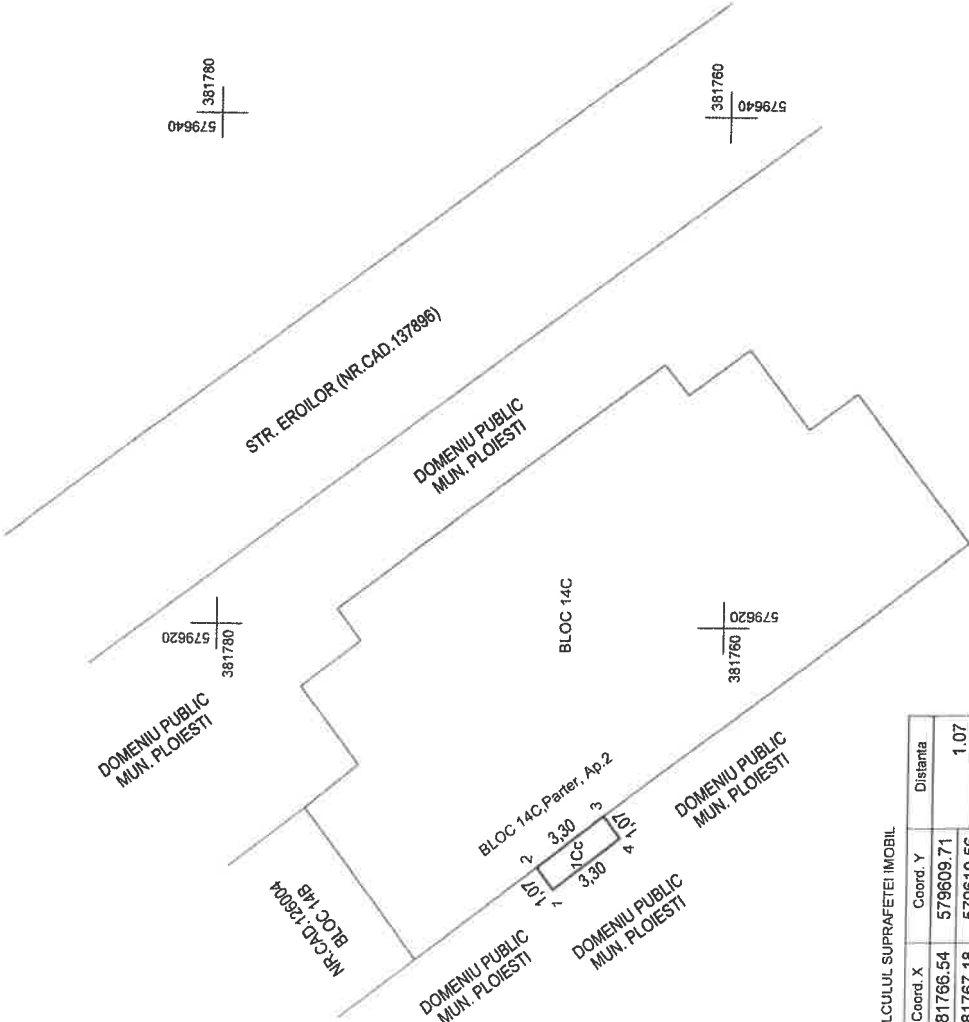 381780
579640
381760
579640
STR. EROILOR (NR.CAD.137896)
DOMENIU PUBLIC
MUN. PLOIESTI
579620
381780
DOMENIU PUBLIC
MUN. PLOIESTI
BLOC 14C
381760
579620
BLOC 14C,Parter, Ap.2
NR.CAD.126004
BLOC 14B
2
3,30
3
1,07
1Cc
1,07
1
3,30
4
DOMENIU PUBLIC
MUN. PLOIESTI
DOMENIU PUBLIC
MUN. PLOIESTI
DOMENIU PUBLIC
MUN. PLOIESTI
LCULUL SUPRAFETEI IMOBIL
Coord. X Coord. Y Distanta
81766.54 579609.71 1.07
81767.18